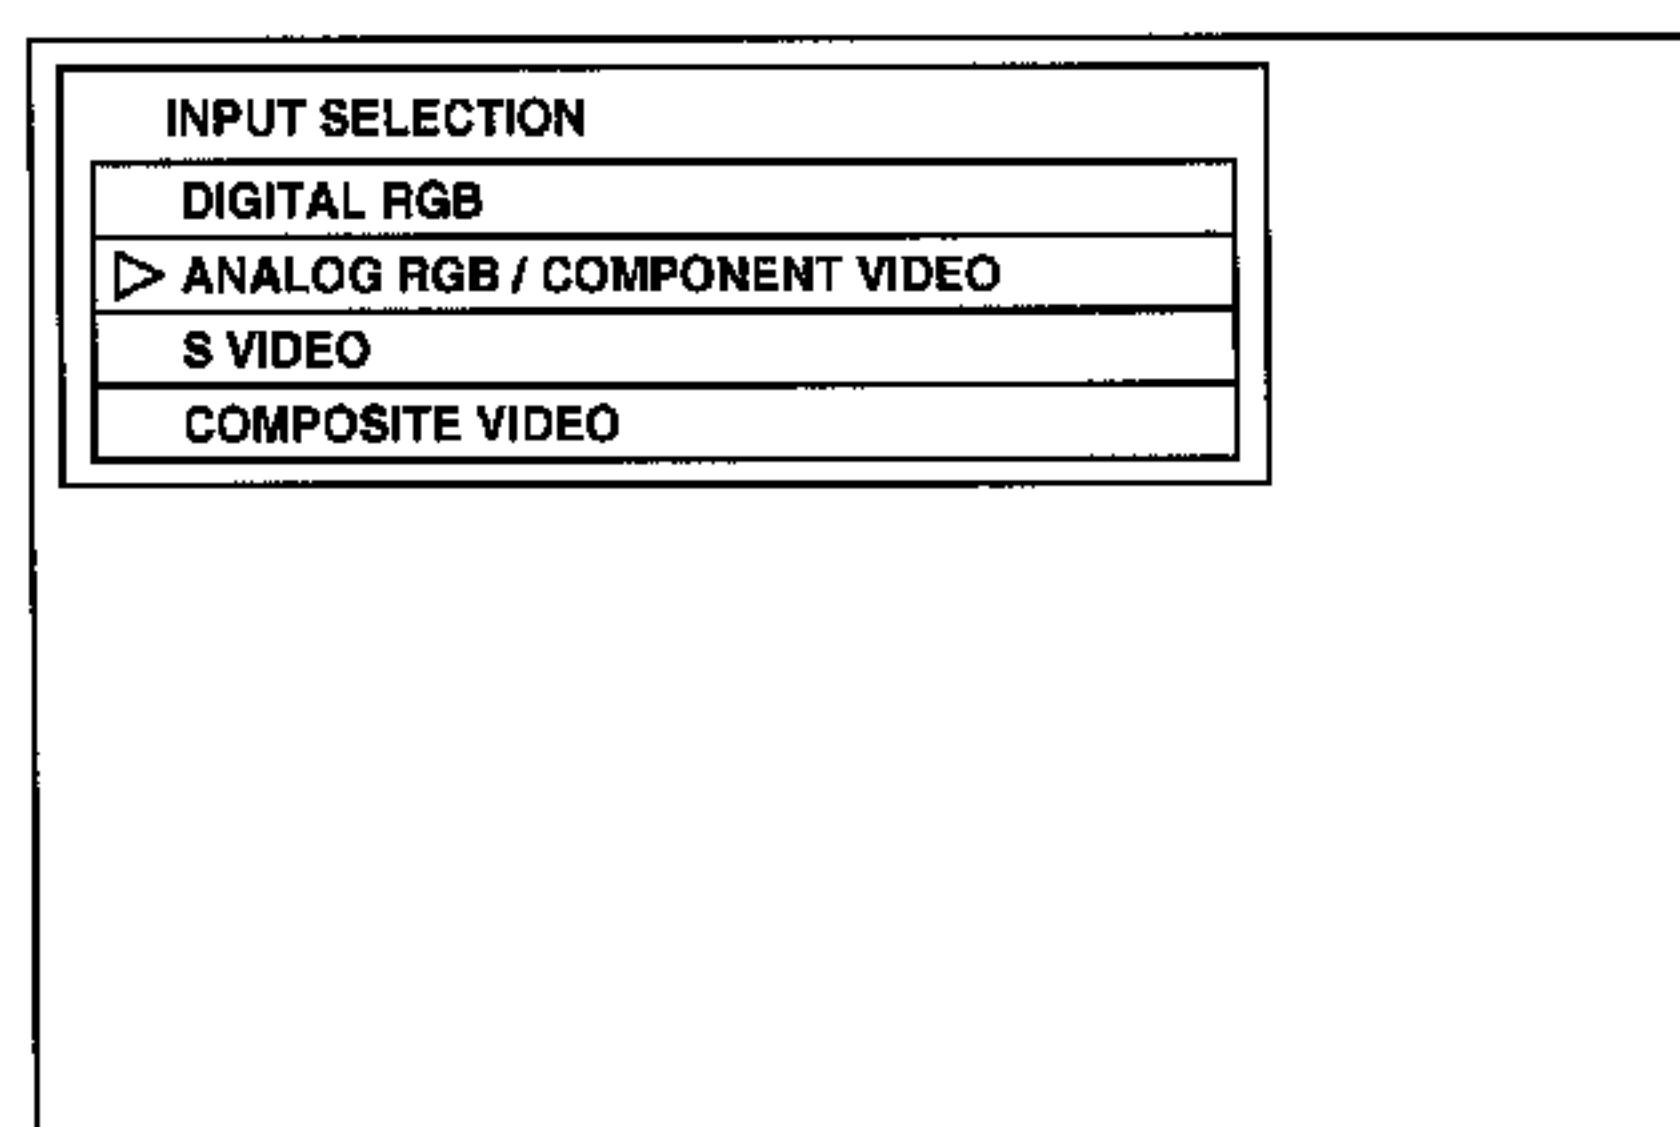 INPUT SELECTION
DIGITAL RGB
ANALOG RGB / COMPONENT VIDEO
S VIDEO
COMPOSITE VIDEO